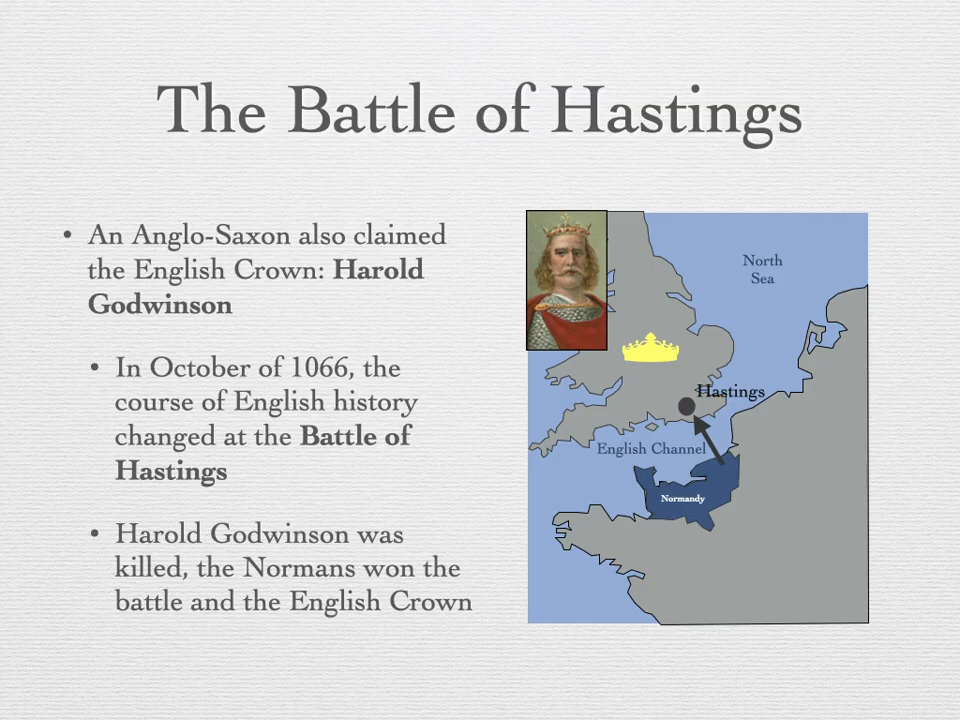 The Battle of Hastings
• An Anglo-Saxon also claimed
the English Crown: Harold
Godwinson
• In October of 1066, the
course of English history
changed at the Battle of
Hastings
• Harold Godwinson was
killed, the Normans won the
battle and the English Crown
North
Sea
Hastings
English Channel
Normandy